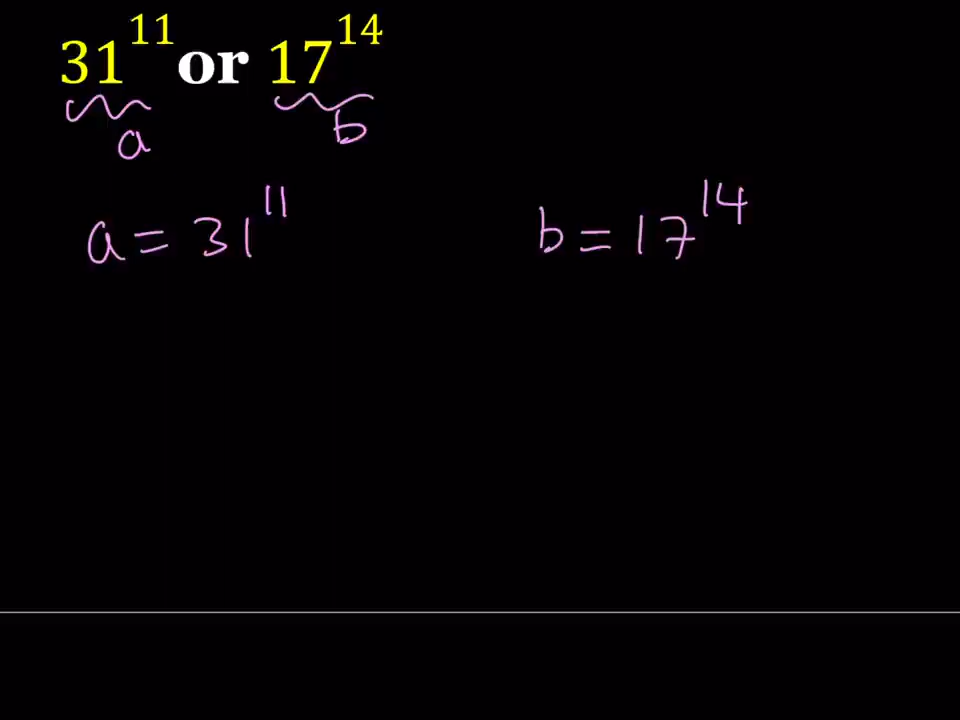 31^11 or 17^14
a b
a = 31^11 b = 17^14